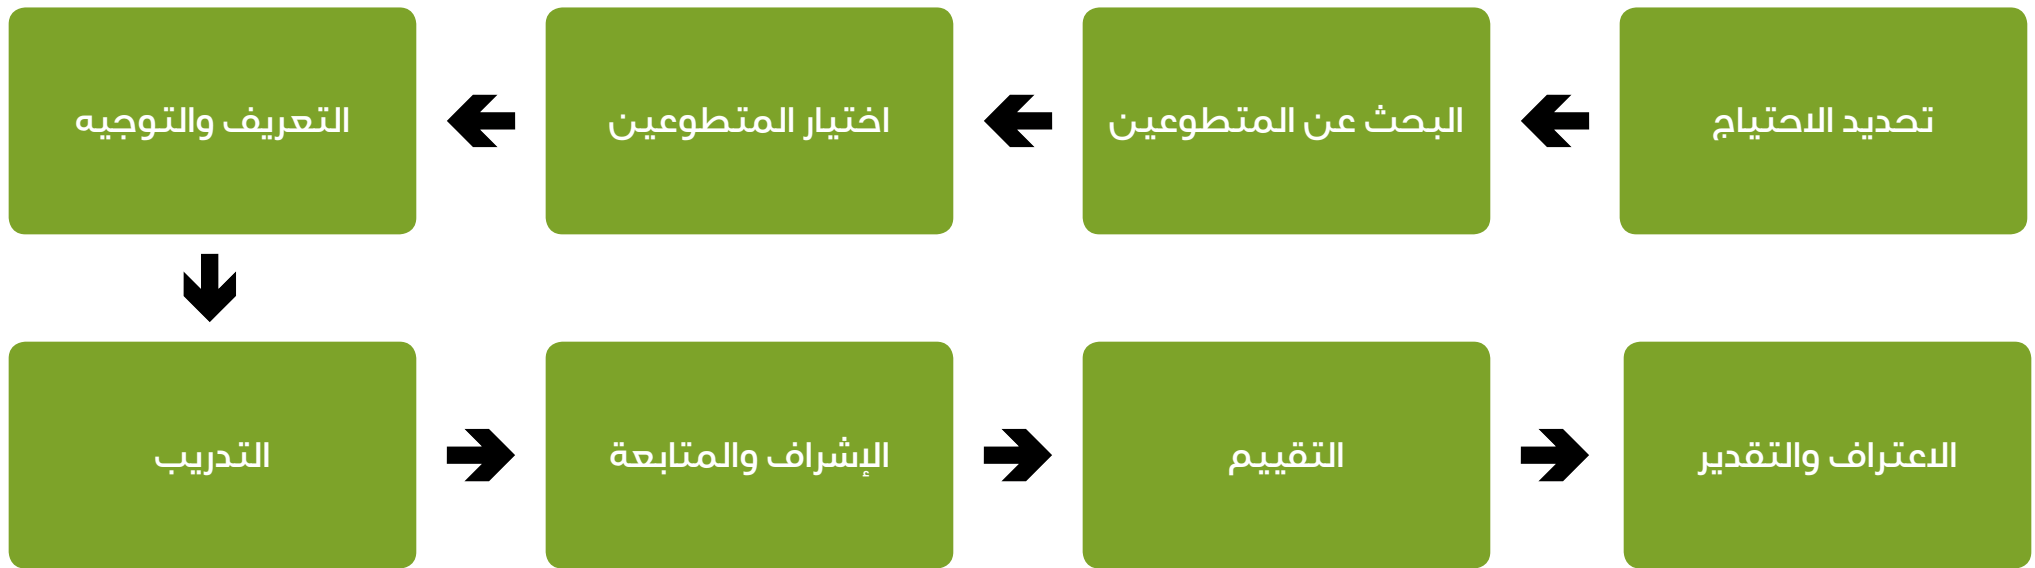 تحديد الاحتياج
البحث عن المتطوعين
اختيار المتطوعين
التعريف والتوجيه
التدريب
الإشراف والمتابعة
التقييم
الاعتراف والتقدير